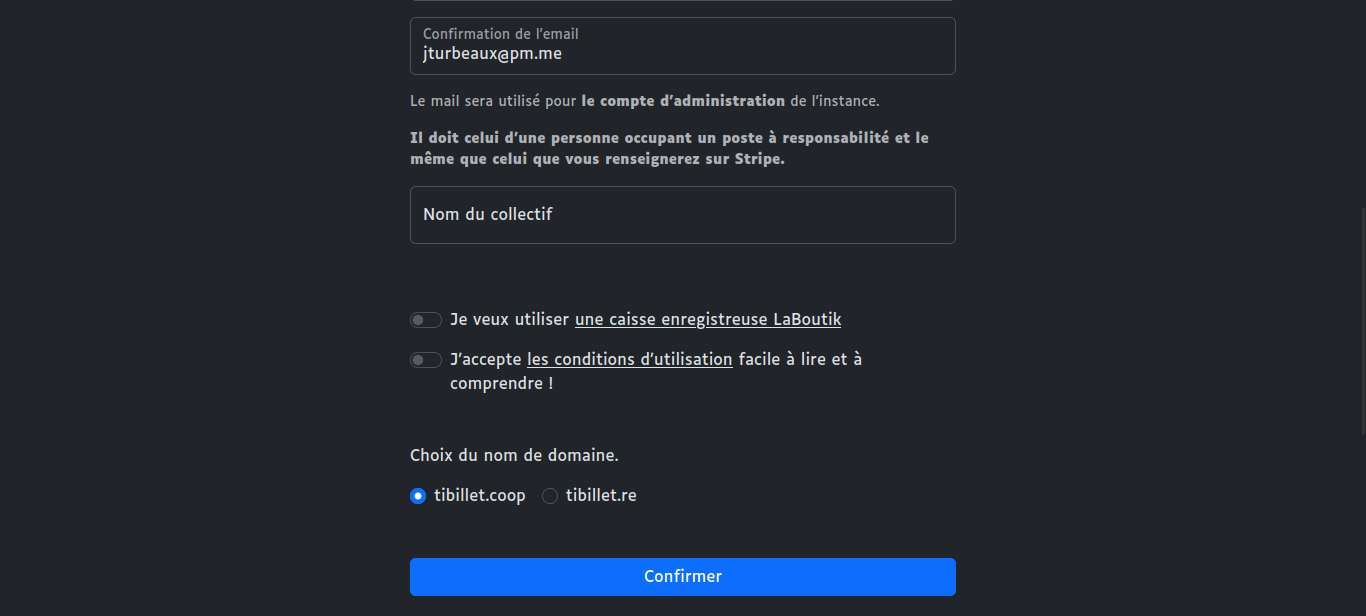 Confirmation de l'email
jturbeaux@pm.me
Le mail sera utilisé pour le compte d'administration de l'instance.
Il doit celui d'une personne occupant un poste à responsabilité et le
même que celui que vous renseignerez sur Stripe.
Nom du collectif
Je veux utiliser une caisse enregistreuse LaBoutik
J'accepte les conditions d'utilisation facile à lire et à
comprendre !
Choix du nom de domaine.
tibillet.coop tibillet.re
Confirmer